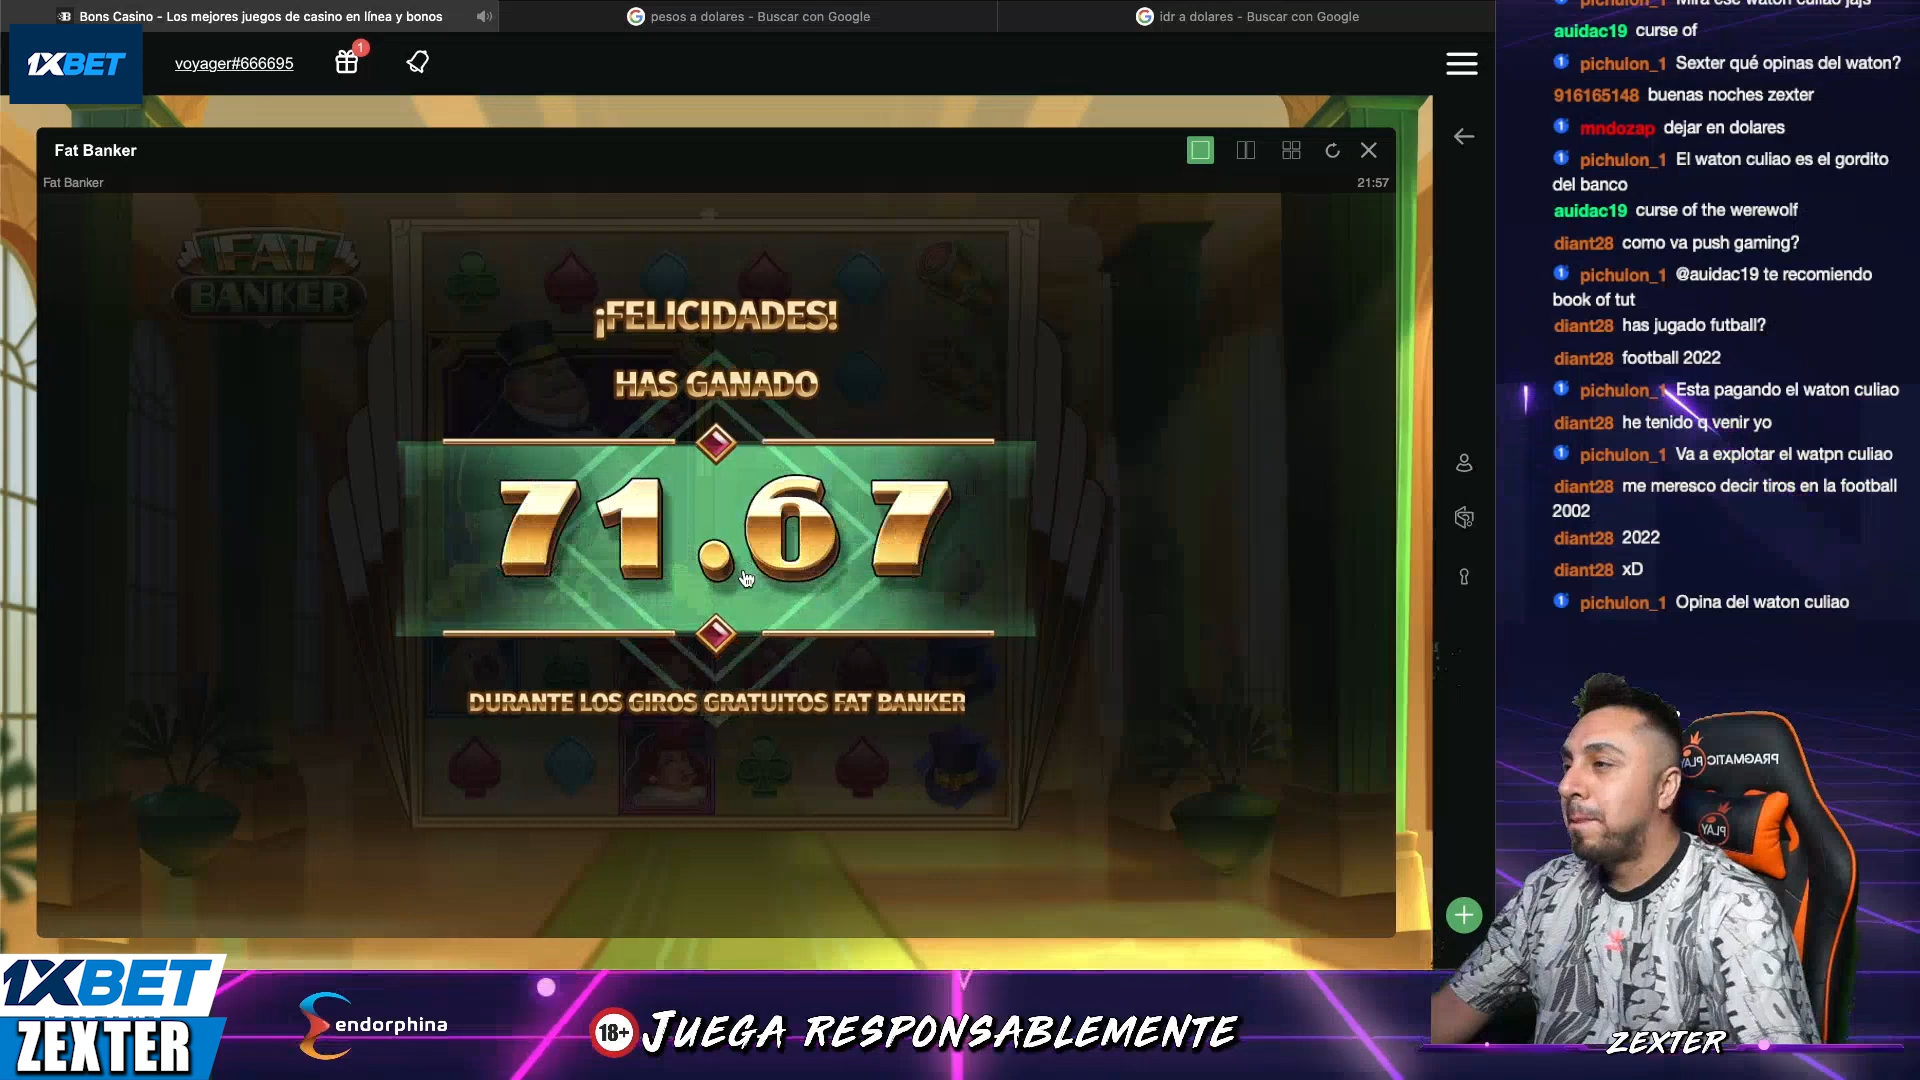 Bons Casino - Los mejores juegos de casino en línea y bonos
pesos a dolares - Buscar con Google
idr a dolares - Buscar con Google
1XBET
voyager#666695
1
Fat Banker
Fat Banker
21:57
FAT
BANKER
¡FELICIDADES!
HAS GANADO
71.67
DURANTE LOS GIROS GRATUITOS FAT BANKER
auidac19 curse of
pichulon_1 Sexter qué opinas del waton?
916165148 buenas noches zexter
mndozap dejar en dolares
pichulon_1 El waton culiao es el gordito
del banco
auidac19 curse of the werewolf
diant28 como va push gaming?
pichulon_1 @auidac19 te recomiendo
book of tut
diant28 has jugado futball?
diant28 football 2022
pichulon_1 Esta pagando el waton culiao
diant28 he tenido q venir yo
pichulon_1 Va a explotar el watpn culiao
diant28 me meresco decir tiros en la football
2002
diant28 2022
diant28 xD
pichulon_1 Opina del waton culiao
PRAGMATIC
PLAY
PLAY
1XBET
ZEXTER
endorphina
18+ JUEGA RESPONSABLEMENTE
ZEXTER